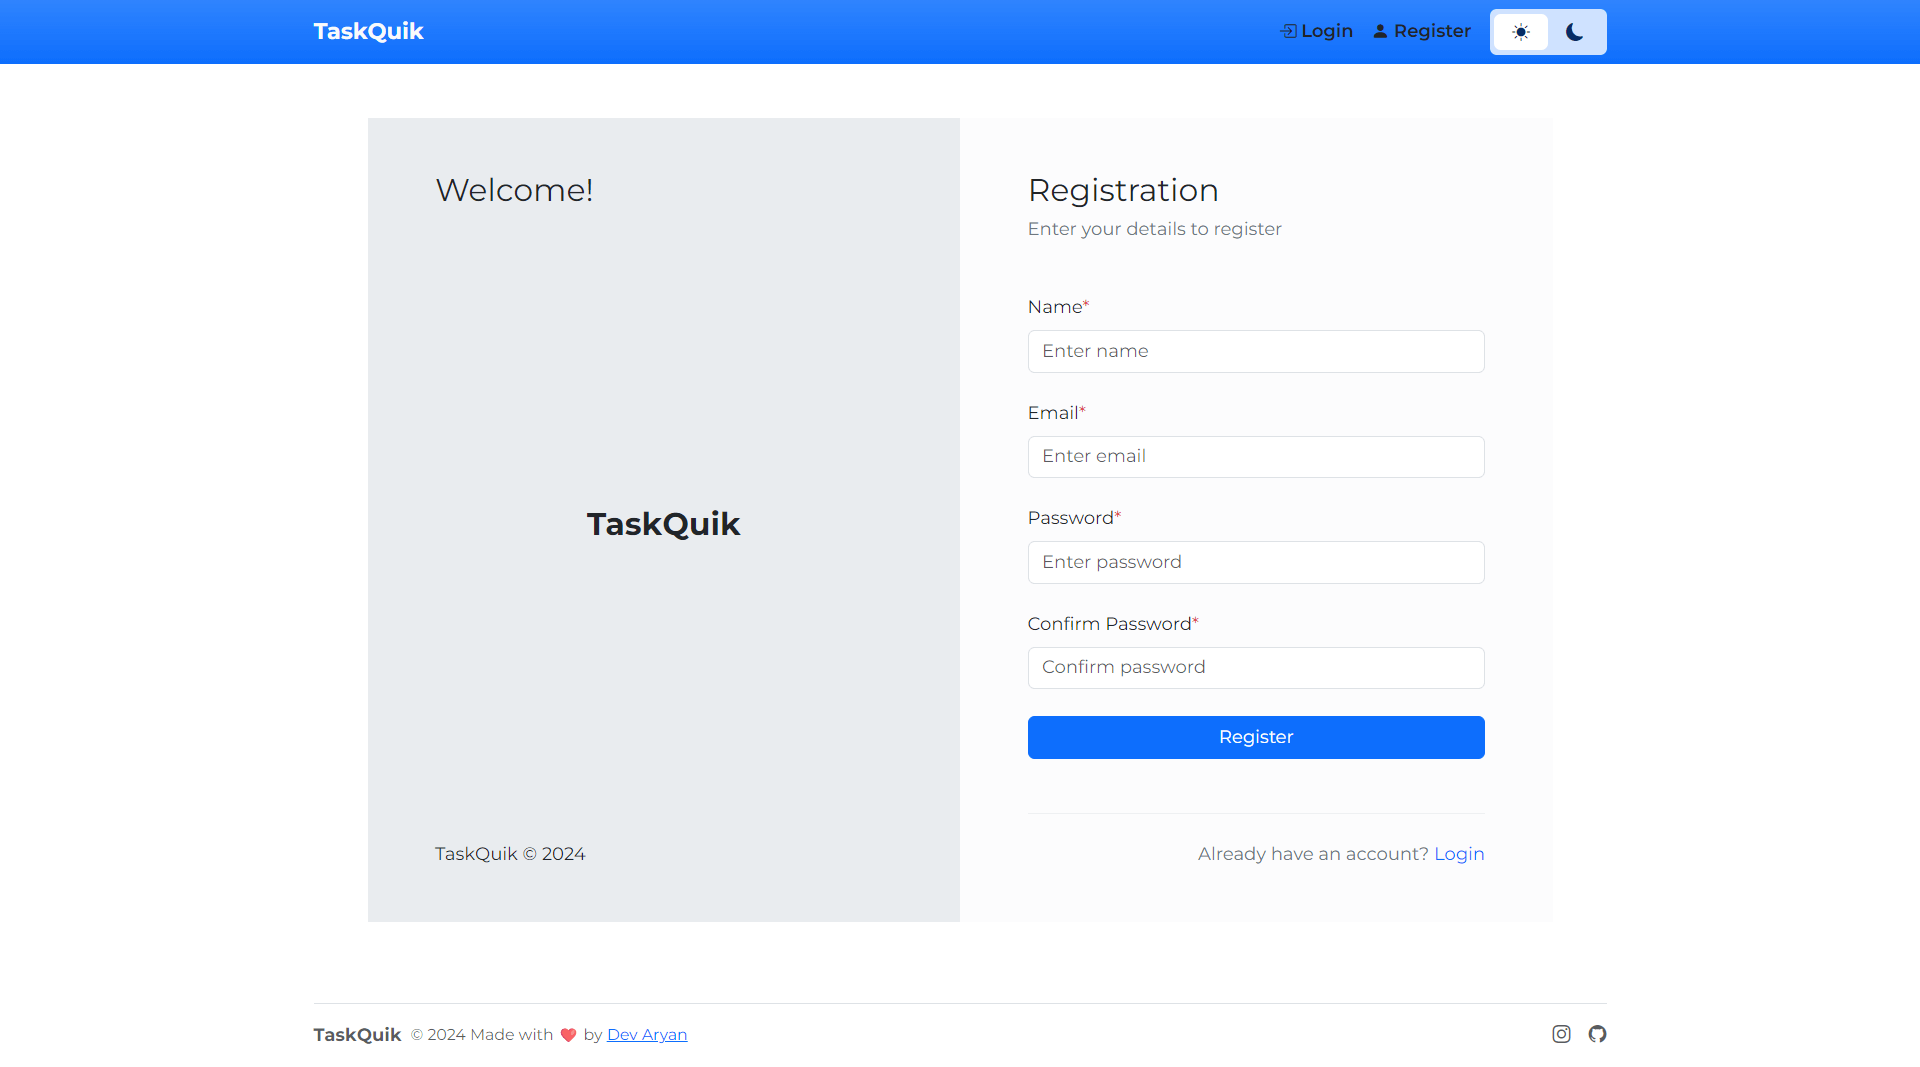 TaskQuik
Login
Register
Welcome!
TaskQuik
TaskQuik © 2024
Registration
Enter your details to register
Name*
Enter name
Email*
Enter email
Password*
Enter password
Confirm Password*
Confirm password
Register
Already have an account? Login
TaskQuik © 2024 Made with ❤️ by Dev Aryan